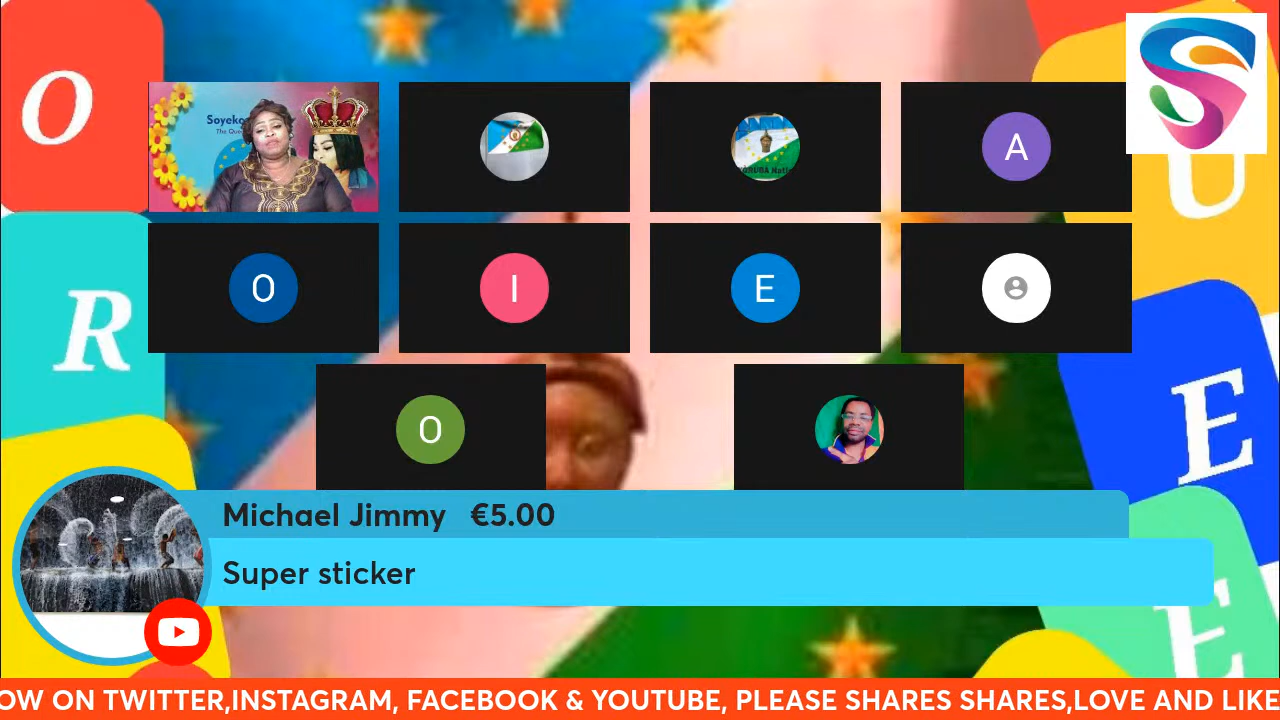 O
R
Soyeko
The Que
A
U
O
I
E
E
O
Michael Jimmy €5.00
Super sticker
E
OW ON TWITTER,INSTAGRAM, FACEBOOK & YOUTUBE, PLEASE SHARES SHARES,LOVE AND LIKE